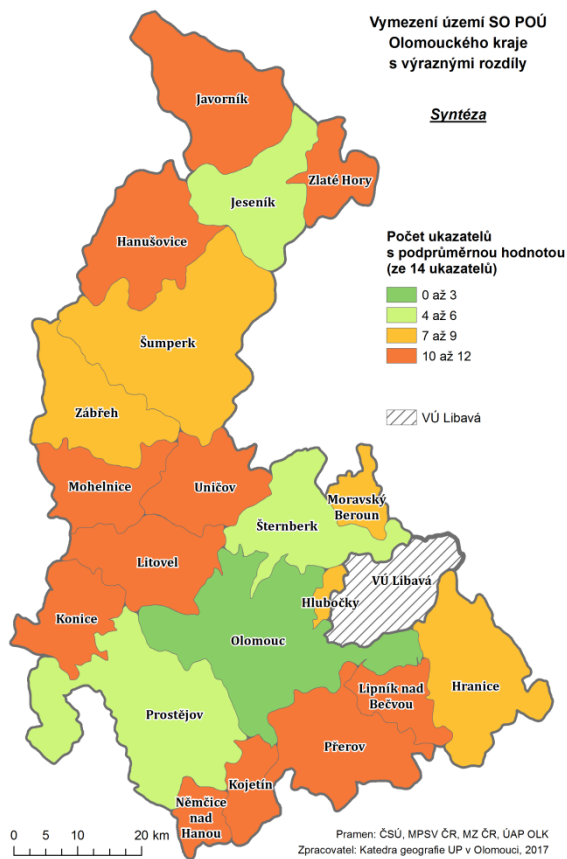 Vymezení území SO POÚ
Olomouckého kraje
s výraznými rozdíly
Syntéza
Javorník
Zlaté Hory
Jeseník
Hanušovice
Počet ukazatelů
s podprůměrnou hodnotou
(ze 14 ukazatelů)
0 až 3
4 až 6
7 až 9
10 až 12
VÚ Libavá
Šumperk
Zábřeh
Mohelnice
Uničov
Moravský
Beroun
Šternberk
Litovel
VÚ Libavá
Hlubočky
Konice
Olomouc
Hranice
Lipník nad
Bečvou
Prostějov
Přerov
Kojetín
Němčice
nad
Hanou
0 5 10 20 km
Pramen: ČSÚ, MPSV ČR, MZ ČR, ÚAP OLK
Zpracovatel: Katedra geografie UP v Olomouci, 2017